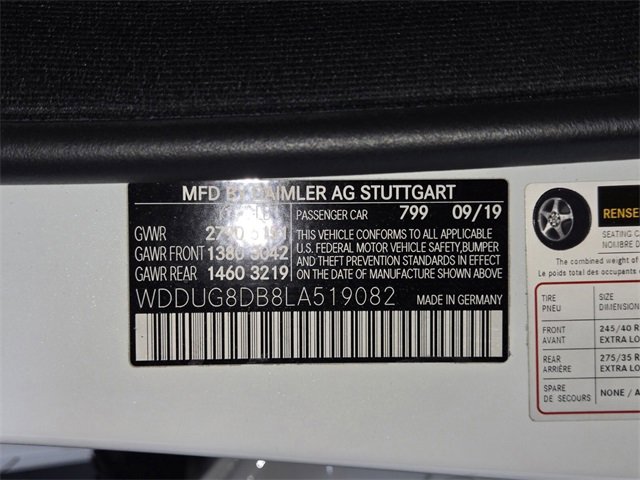 MFD BY DAIMLER AG STUTTGART
PASSENGER CAR 799 09/19
GVWR
GAWR FRONT 1380 3042
GAWR REAR 1460 3219
THIS VEHICLE CONFORMS TO ALL APPLICABLE
U.S. FEDERAL MOTOR VEHICLE SAFETY,BUMPER
AND THEFT PREVENTION STANDARDS IN EFFECT
ON THE DATE OF MANUFACTURE SHOWN ABOVE.
WDDUG8DB8LA519082 MADE IN GERMANY
SEATING
NOMBRE D
The combined weight of
Le poids total des occupants
TIRE SIZE
PNEU DIMENSION
FRONT 245/40 R
AVANT EXTRA LO
REAR 275/35 R
ARRIÈRE EXTRA LO
SPARE NONE / A
DE SECOURS